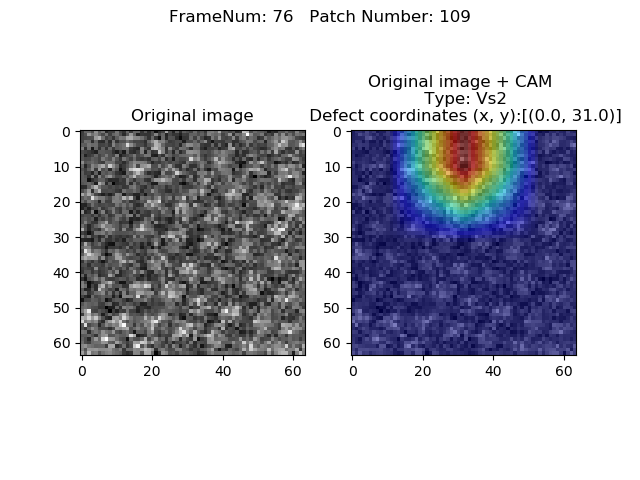 FrameNum: 76   Patch Number: 109
Original image
0
10
20
30
40
50
60
0 20 40 60
Original image + CAM
Type: Vs2
Defect coordinates (x, y):[(0.0, 31.0)]
0
10
20
30
40
50
60
0 20 40 60